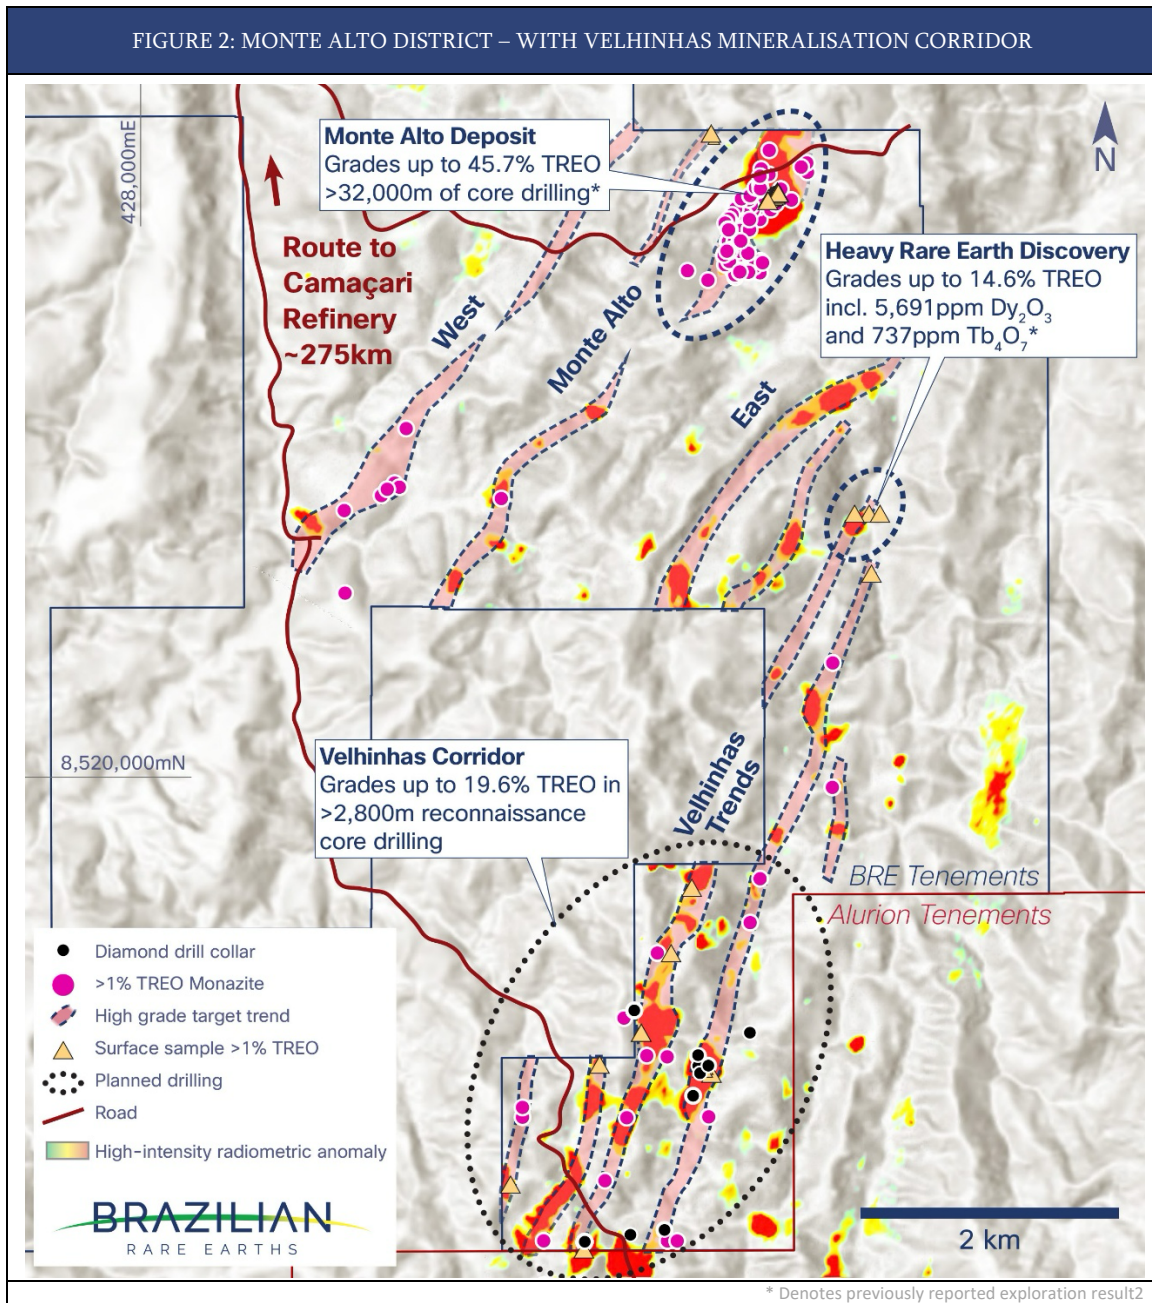 FIGURE 2: MONTE ALTO DISTRICT – WITH VELHINHAS MINERALISATION CORRIDOR
428,000mE
Monte Alto Deposit
Grades up to 45.7% TREO
>32,000m of core drilling*
N
Route to
Camaçari
Refinery
~275km
Heavy Rare Earth Discovery
Grades up to 14.6% TREO
incl. 5,691ppm Dy₂O₃
and 737ppm Tb₄O₇*
West
Monte Alto
East
8,520,000mN
Velhinhas Corridor
Grades up to 19.6% TREO in
>2,800m reconnaissance
core drilling
Velhinhas
Trends
BRE Tenements
Alurion Tenements
Diamond drill collar
>1% TREO Monazite
High grade target trend
Surface sample >1% TREO
Planned drilling
Road
High-intensity radiometric anomaly
BRAZILIAN
RARE EARTHS
2 km
* Denotes previously reported exploration result2